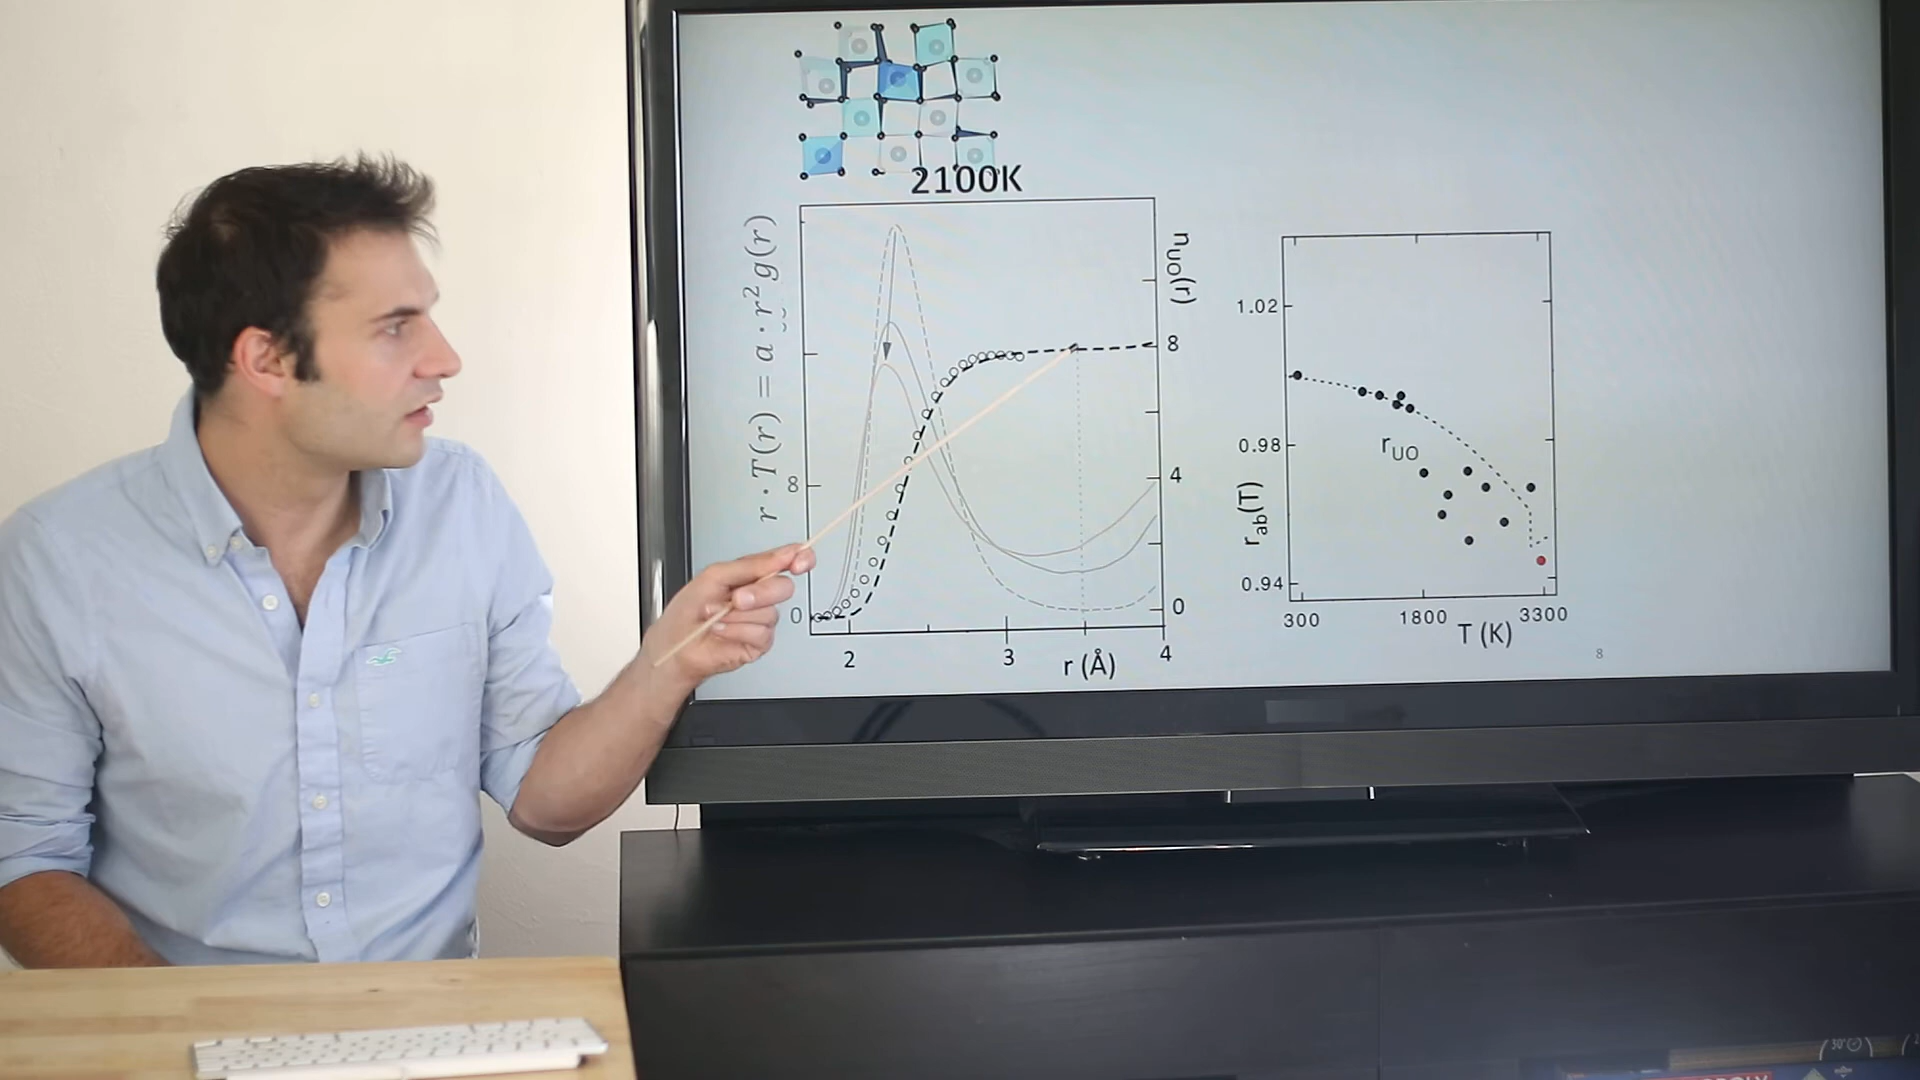 2100K
r · T(r) = a · r² g(r)
n_UO(r)
8
0
8
4
0
2
3
r (Å)
4
1.02
0.98
0.94
r_ab(T)
r_UO
300
1800
3300
T (K)
8